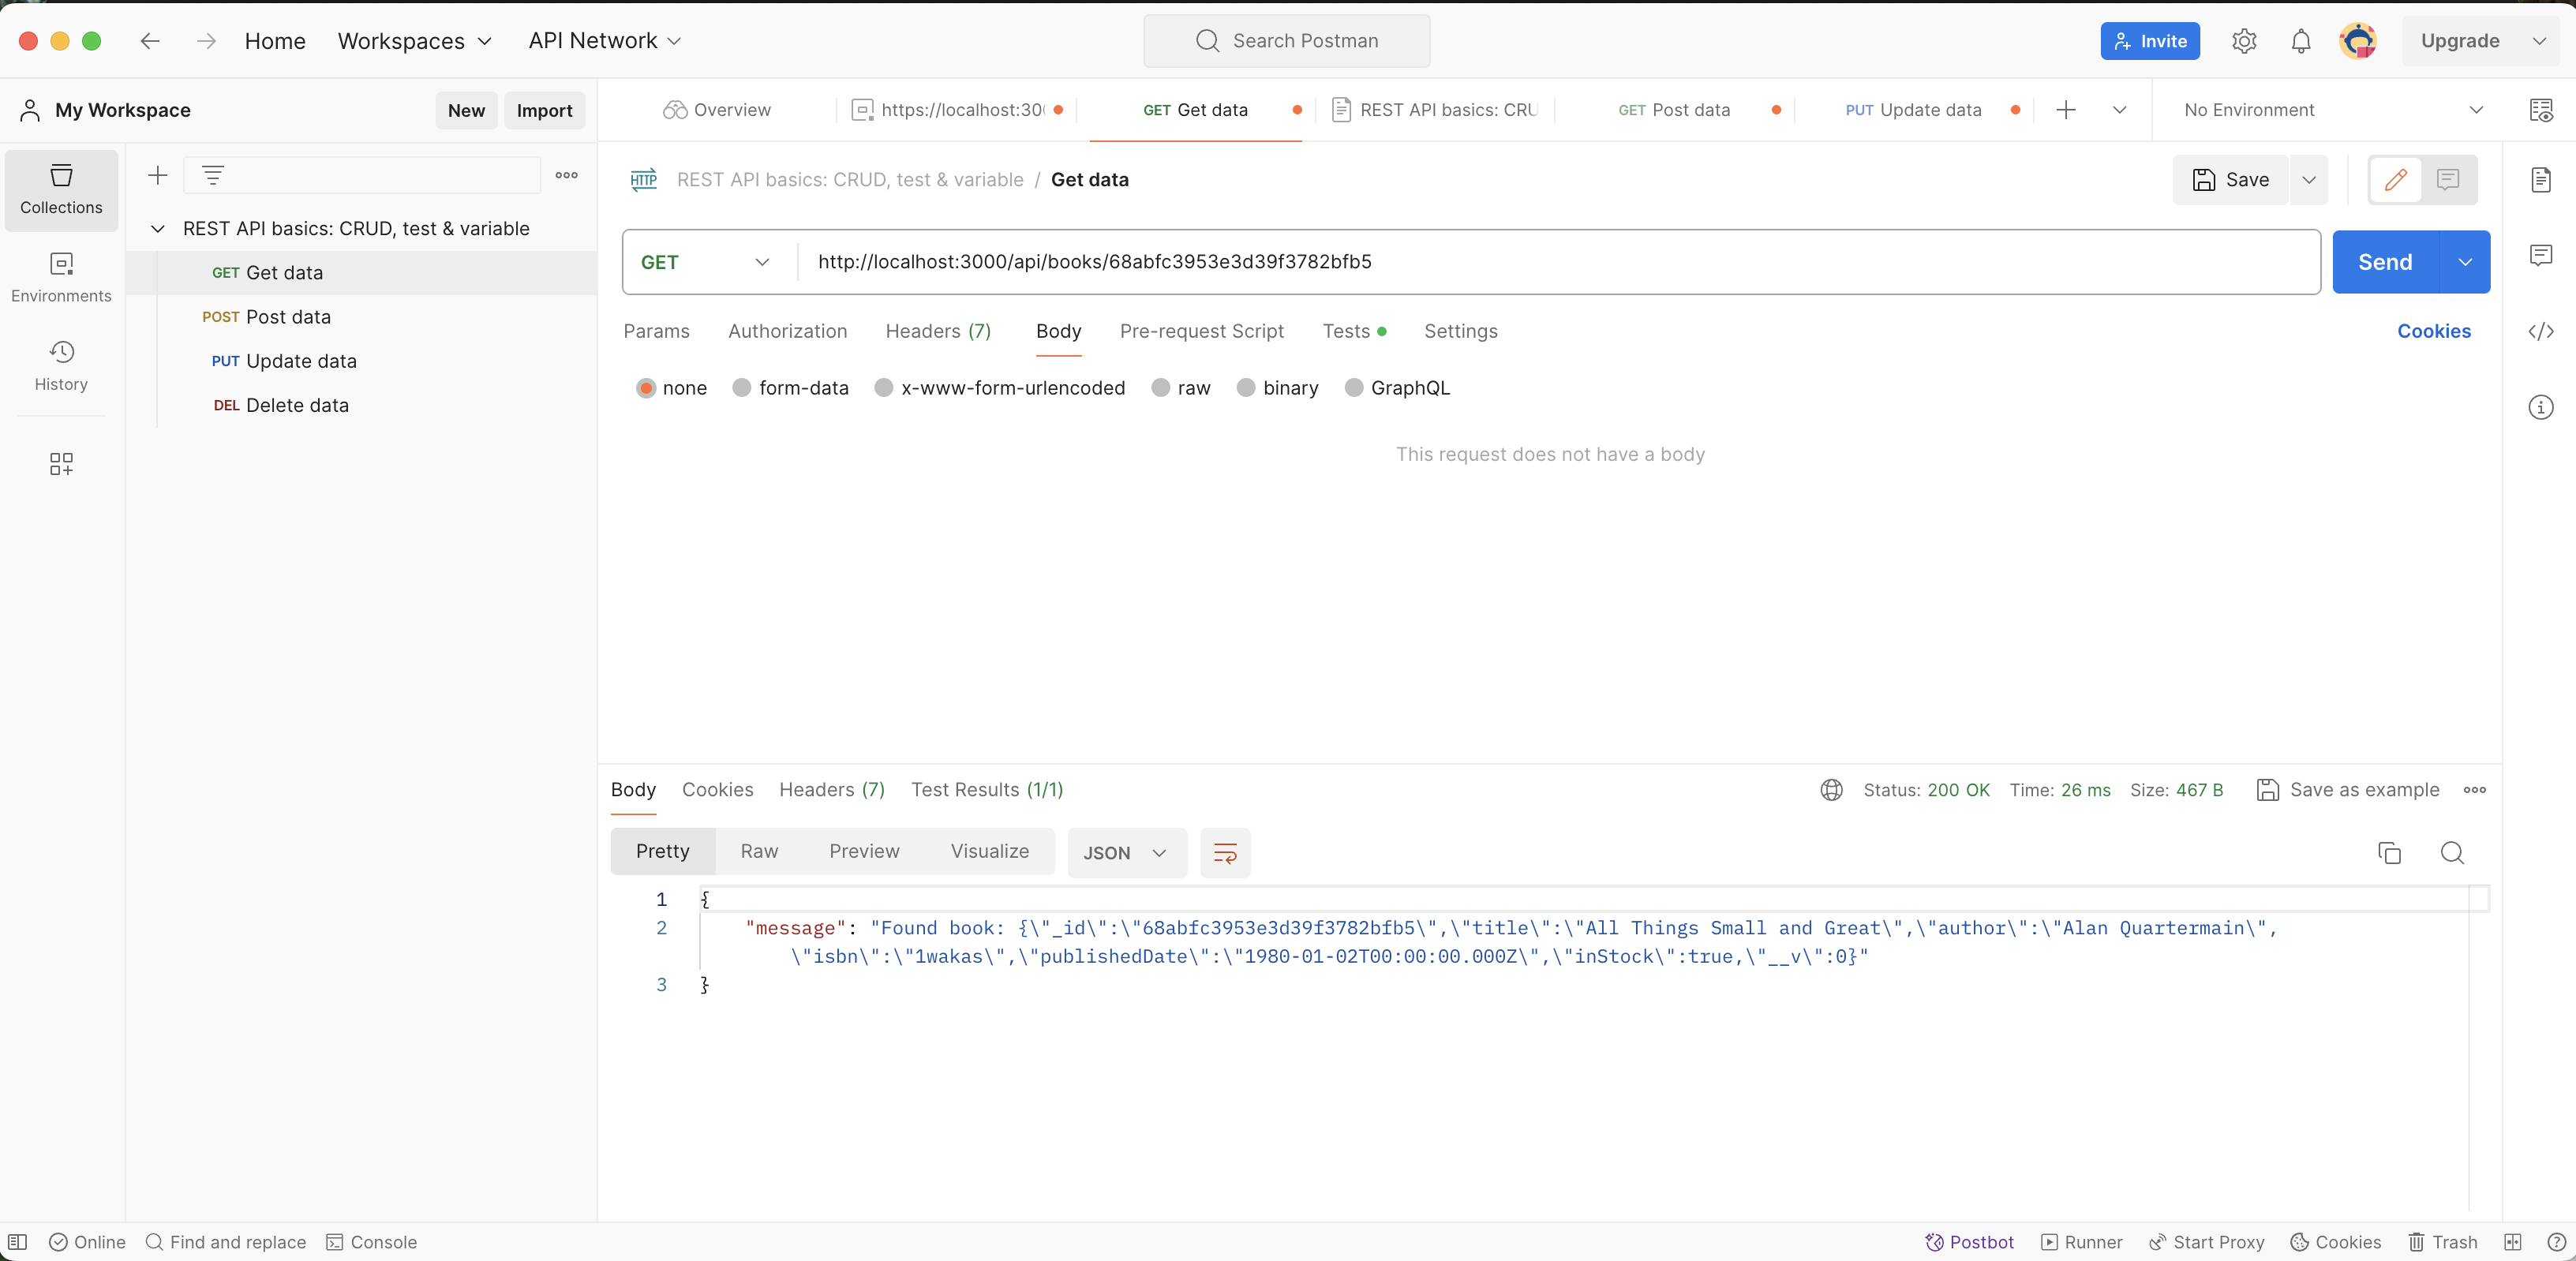 Home Workspaces API Network Search Postman Invite Upgrade
My Workspace New Import
Overview https://localhost:30 GET Get data REST API basics: CRU GET Post data PUT Update data No Environment
Collections
Environments
History
REST API basics: CRUD, test & variable
GET Get data
POST Post data
PUT Update data
DEL Delete data
HTTP REST API basics: CRUD, test & variable / Get data Save
GET http://localhost:3000/api/books/68abfc3953e3d39f3782bfb5 Send
Params Authorization Headers (7) Body Pre-request Script Tests Settings Cookies
none form-data x-www-form-urlencoded raw binary GraphQL
This request does not have a body
Body Cookies Headers (7) Test Results (1/1) Status: 200 OK Time: 26 ms Size: 467 B Save as example
Pretty Raw Preview Visualize JSON
1 {
2 "message": "Found book: {\"_id\":\"68abfc3953e3d39f3782bfb5\",\"title\":\"All Things Small and Great\",\"author\":\"Alan Quartermain\",
\"isbn\":\"1wakas\",\"publishedDate\":\"1980-01-02T00:00:00.000Z\",\"inStock\":true,\"__v\":0}"
3 }
Online Find and replace Console Postbot Runner Start Proxy Cookies Trash